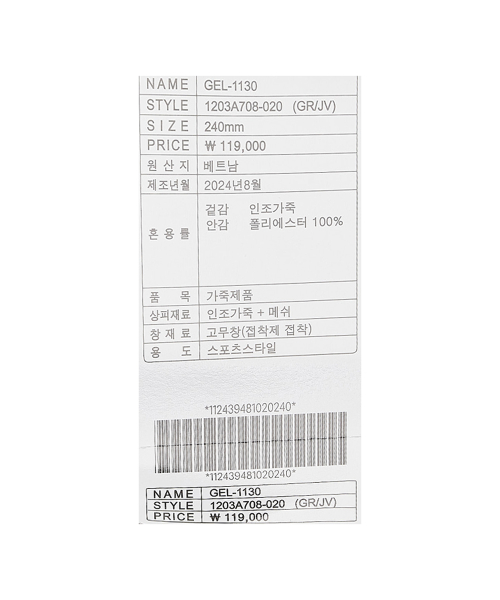 NAME GEL-1130
STYLE 1203A708-020 (GR/JV)
SIZE 240mm
PRICE ₩ 119,000
원산지 베트남
제조년월 2024년8월
혼용률 겉감 인조가죽
안감 폴리에스터 100%
품 목 가죽제품
상피재료 인조가죽 + 메쉬
창재료 고무창(접착제 접착)
용 도 스포츠스타일
*112439481020240*
*112439481020240*
NAME GEL-1130
STYLE 1203A708-020 (GR/JV)
PRICE ₩ 119,000